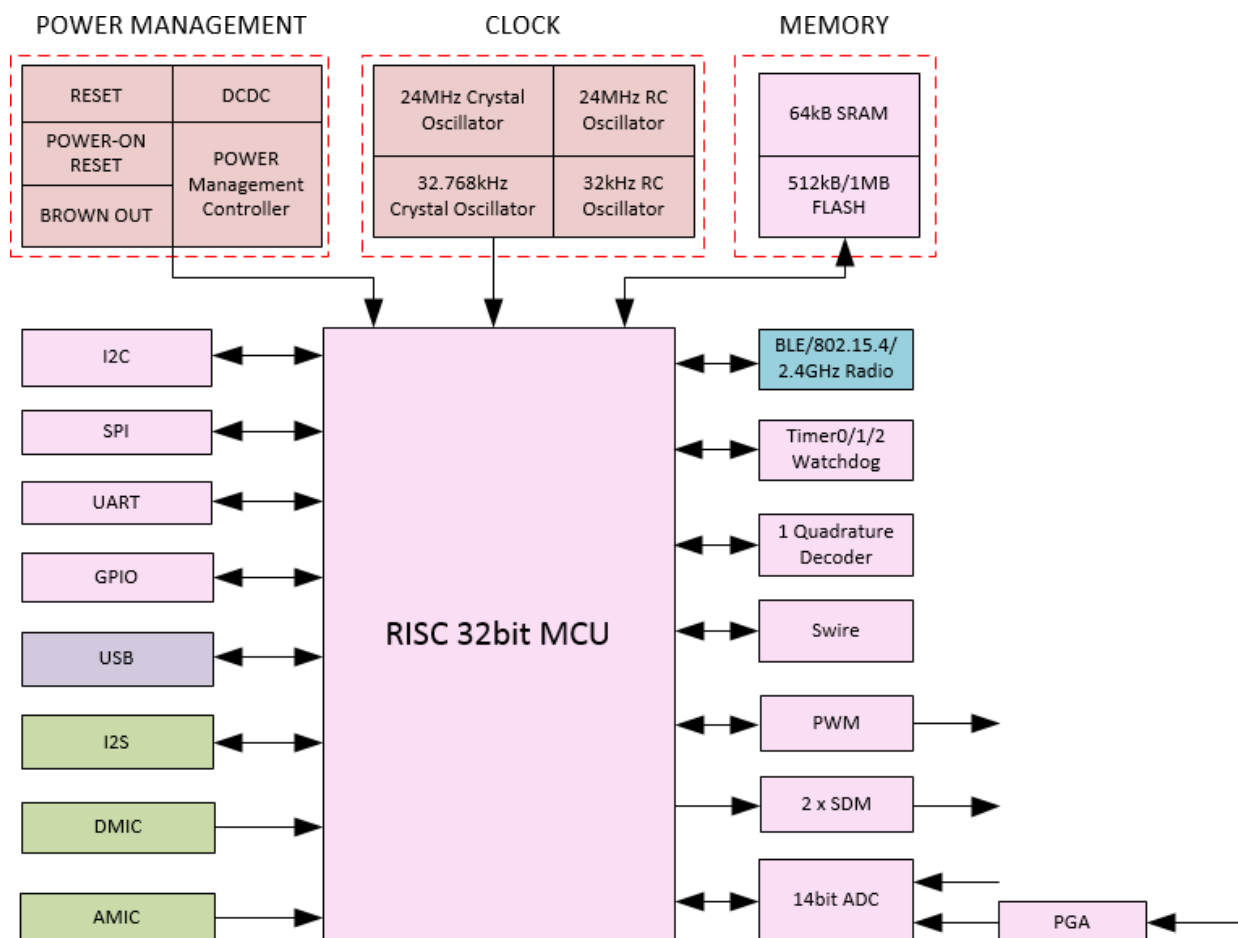 POWER MANAGEMENT
CLOCK
MEMORY
RESET
DCDC
POWER-ON
RESET
BROWN OUT
POWER
Management
Controller
24MHz Crystal
Oscillator
24MHz RC
Oscillator
32.768kHz
Crystal Oscillator
32kHz RC
Oscillator
64kB SRAM
512kB/1MB
FLASH
I2C
SPI
UART
GPIO
USB
I2S
DMIC
AMIC
RISC 32bit MCU
BLE/802.15.4/
2.4GHz Radio
Timer0/1/2
Watchdog
1 Quadrature
Decoder
Swire
PWM
2 x SDM
14bit ADC
PGA